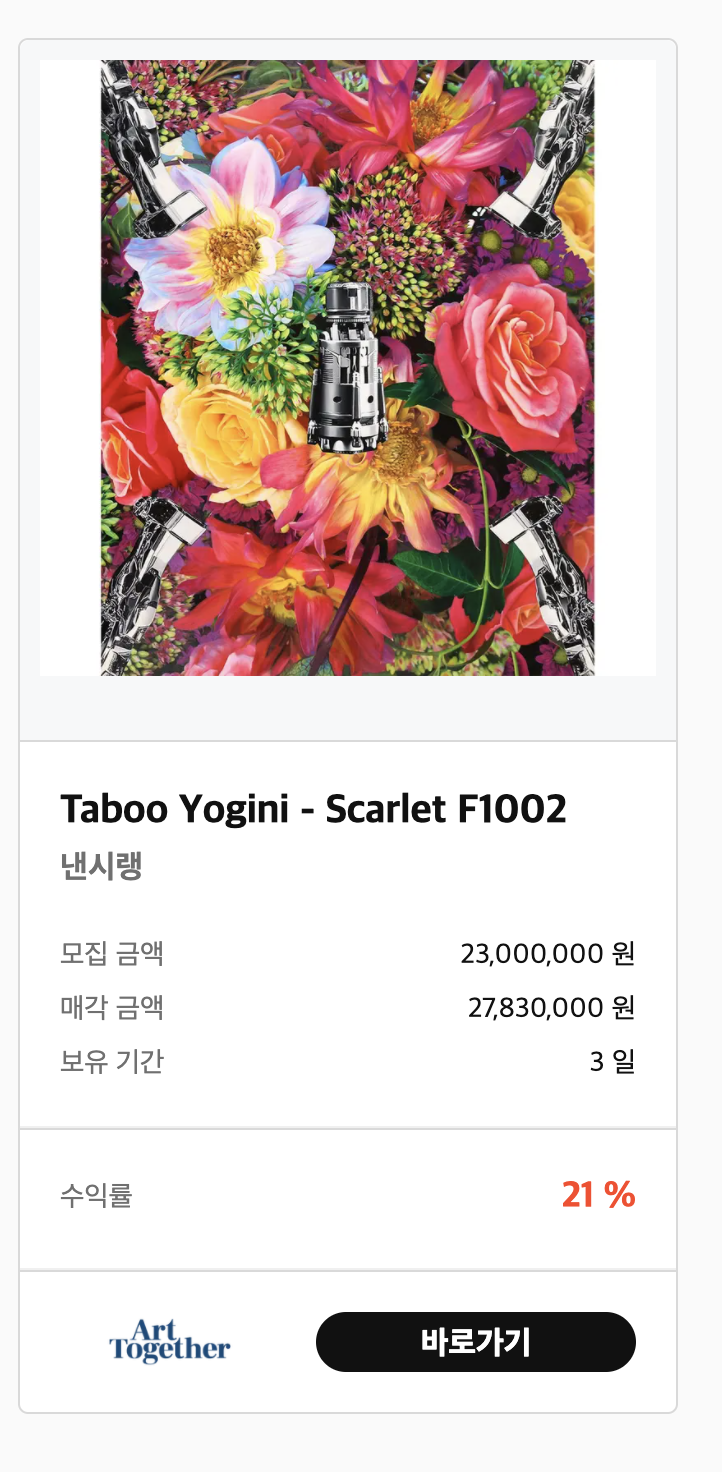 Taboo Yogini - Scarlet F1002
낸시랭
모집 금액 23,000,000 원
매각 금액 27,830,000 원
보유 기간 3 일
수익률 21 %
Art
Together
바로가기